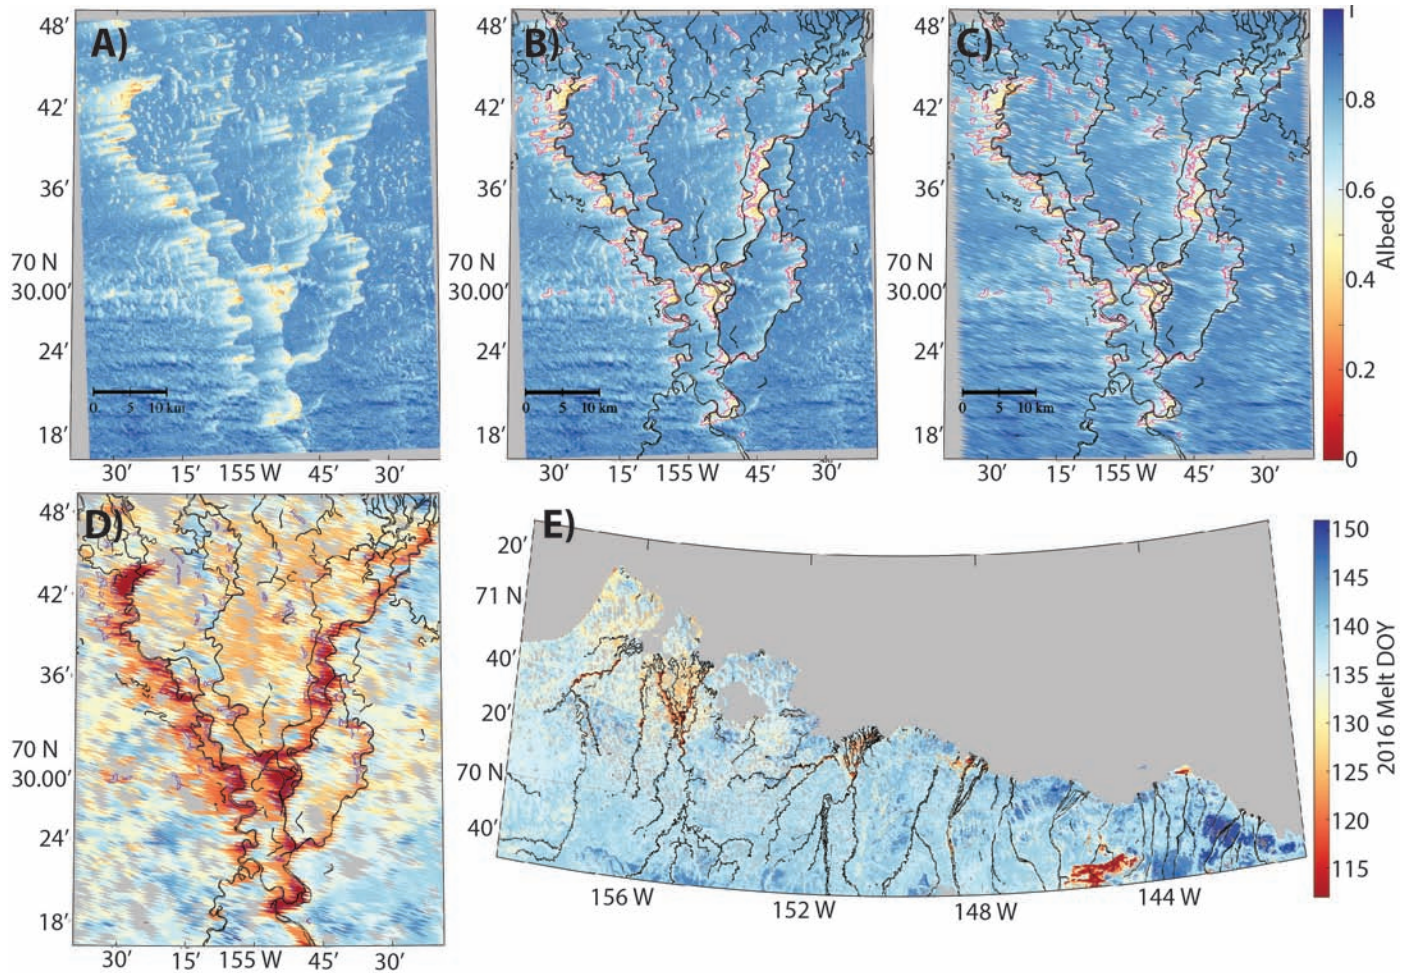 A)
B)
C)
48′
42′
36′
70 N
30.00′
24′
18′
0 5 10 km
30′ 15′ 155 W 45′ 30′
48′
42′
36′
70 N
30.00′
24′
18′
0 5 10 km
30′ 15′ 155 W 45′ 30′
48′
42′
36′
70 N
30.00′
24′
18′
0 5 10 km
30′ 15′ 155 W 45′ 30′
1
0.8
0.6
0.4
0.2
0
Albedo
D)
48′
42′
36′
70 N
30.00′
24′
18′
30′ 15′ 155 W 45′ 30′
E)
20′
71 N
40′
20′
70 N
40′
156 W 152 W 148 W 144 W
150
145
140
135
130
125
120
115
2016 Melt DOY